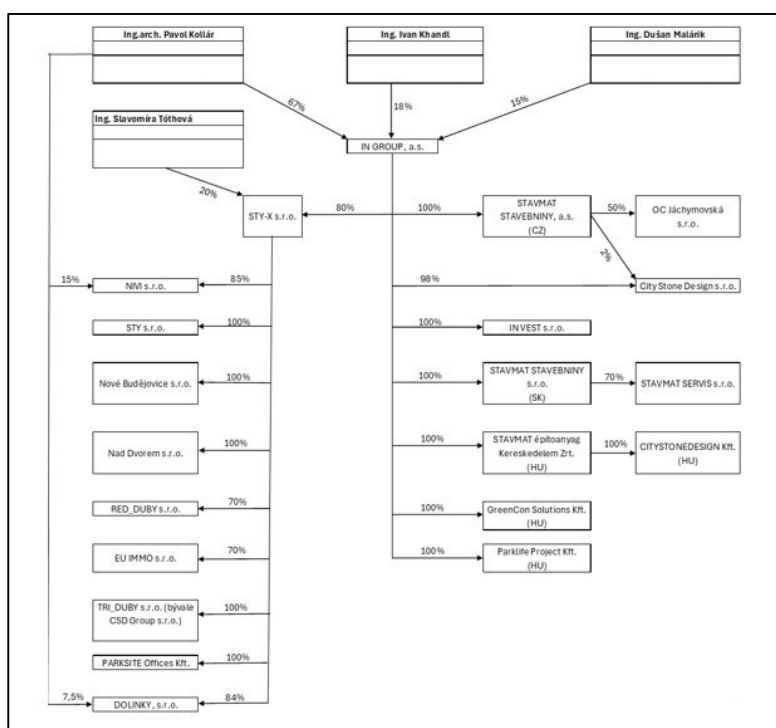 Ing.arch. Pavol Kollár
Ing. Ivan Khandl
Ing. Dušan Malárik
67%
18%
15%
Ing. Slavomíra Tóthová
IN GROUP, a.s.
20%
STY-X s.r.o.
80%
100%
STAVMAT
STAVEBNINY, a.s.
(CZ)
50%
OC Jáchymovská
s.r.o.
2%
15%
NIVI s.r.o.
85%
98%
City Stone Design s.r.o.
STY s.r.o.
100%
100%
INVEST s.r.o.
Nové Budějovice s.r.o.
100%
100%
STAVMAT STAVEBNINY
s.r.o.
(SK)
70%
STAVMAT SERVIS s.r.o.
Nad Dvorem s.r.o.
100%
100%
STAVMAT építoanyag
Kereskedelem Zrt.
(HU)
100%
CITYSTONEDESIGN Kft.
(HU)
RED_DUBY s.r.o.
70%
100%
GreenCon Solutions Kft.
(HU)
EU IMMO s.r.o.
70%
100%
Parklife Project Kft.
(HU)
TRI_DUBY s.r.o. (bývale
CSD Group s.r.o.)
100%
PARKSITE Offices Kft.
100%
7,5%
DOLINKY, s.r.o.
84%